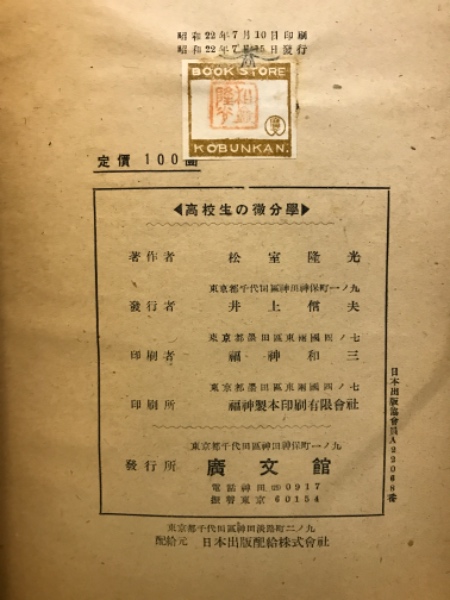 昭和22年7月10日印刷
昭和22年7月15日發行
BOOK STORE
KOBUNKAN.
定價 100圓
◀高校生の微分學▶
著作者 松室隆光
東京都千代田區神田神保町一ノ九
發行者 井上信夫
東京都墨田區東兩國四ノ七
印刷者 福神和三
東京都墨田區東兩國四ノ七
印刷所 福神製本印刷有限會社
東京都千代田區神田神保町一ノ九
發行所 廣文館
電話神田(25)0917
振替東京 60154
日本出版協會員A220068番
東京都千代田區神田淡路町二ノ九
配給元 日本出版配給株式會社